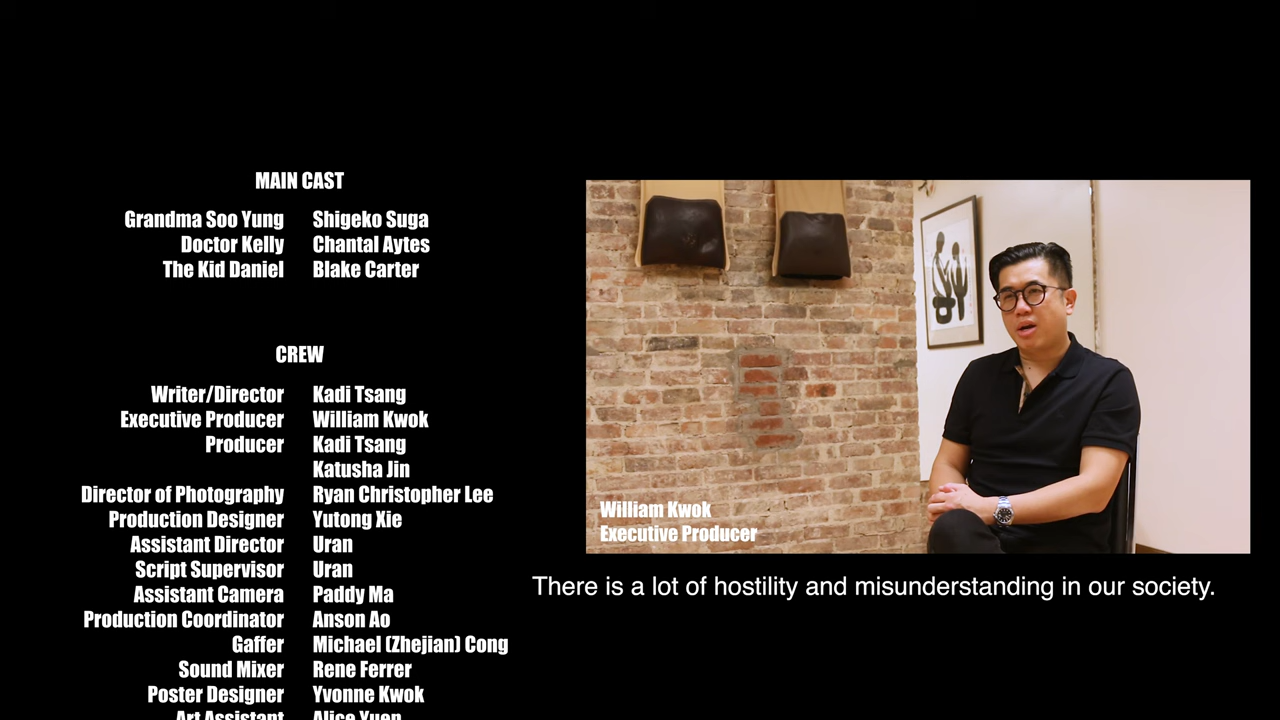 MAIN CAST
Grandma Soo Yung Shigeko Suga
Doctor Kelly Chantal Aytes
The Kid Daniel Blake Carter
CREW
Writer/Director Kadi Tsang
Executive Producer William Kwok
Producer Kadi Tsang
Katusha Jin
Director of Photography Ryan Christopher Lee
Production Designer Yutong Xie
Assistant Director Uran
Script Supervisor Uran
Assistant Camera Paddy Ma
Production Coordinator Anson Ao
Gaffer Michael (Zhejian) Cong
Sound Mixer Rene Ferrer
Poster Designer Yvonne Kwok
Art Assistant Alice Yuen
William Kwok
Executive Producer
There is a lot of hostility and misunderstanding in our society.